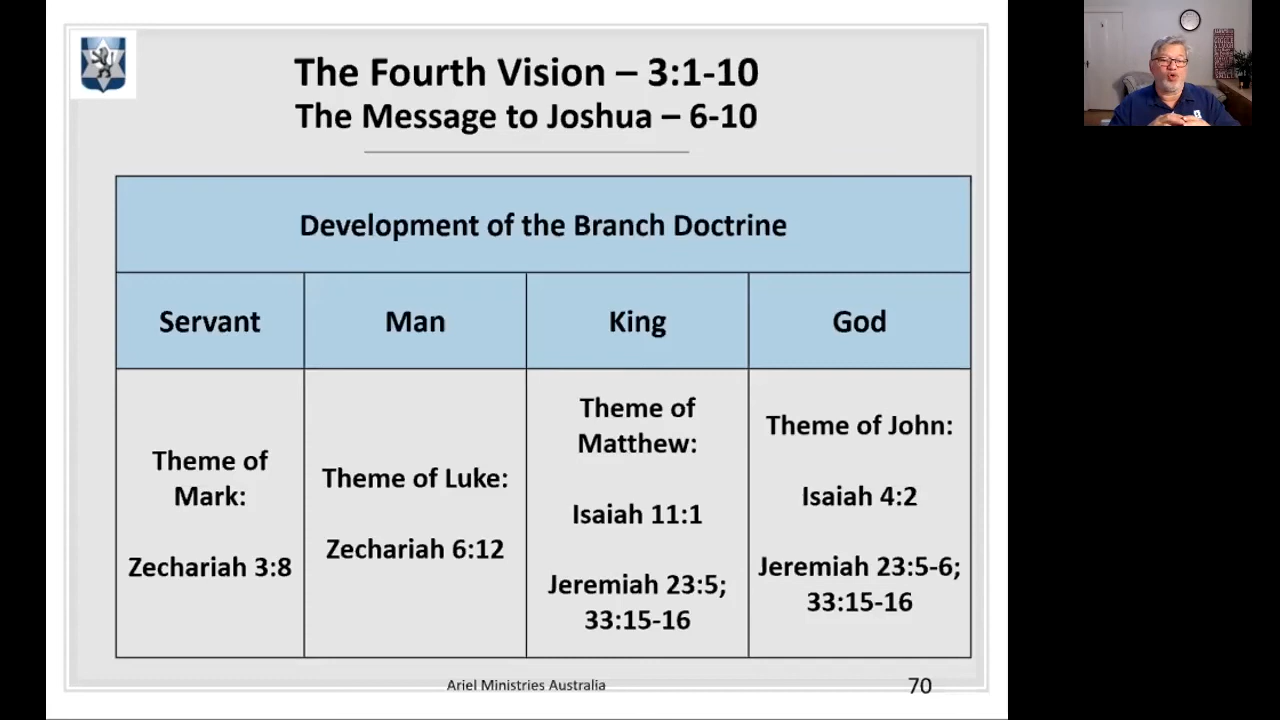 The Fourth Vision – 3:1-10
The Message to Joshua – 6-10
Development of the Branch Doctrine
Servant
Man
King
God
Theme of
Mark:
Zechariah 3:8
Theme of Luke:
Zechariah 6:12
Theme of
Matthew:
Isaiah 11:1
Jeremiah 23:5;
33:15-16
Theme of John:
Isaiah 4:2
Jeremiah 23:5-6;
33:15-16
Ariel Ministries Australia
70